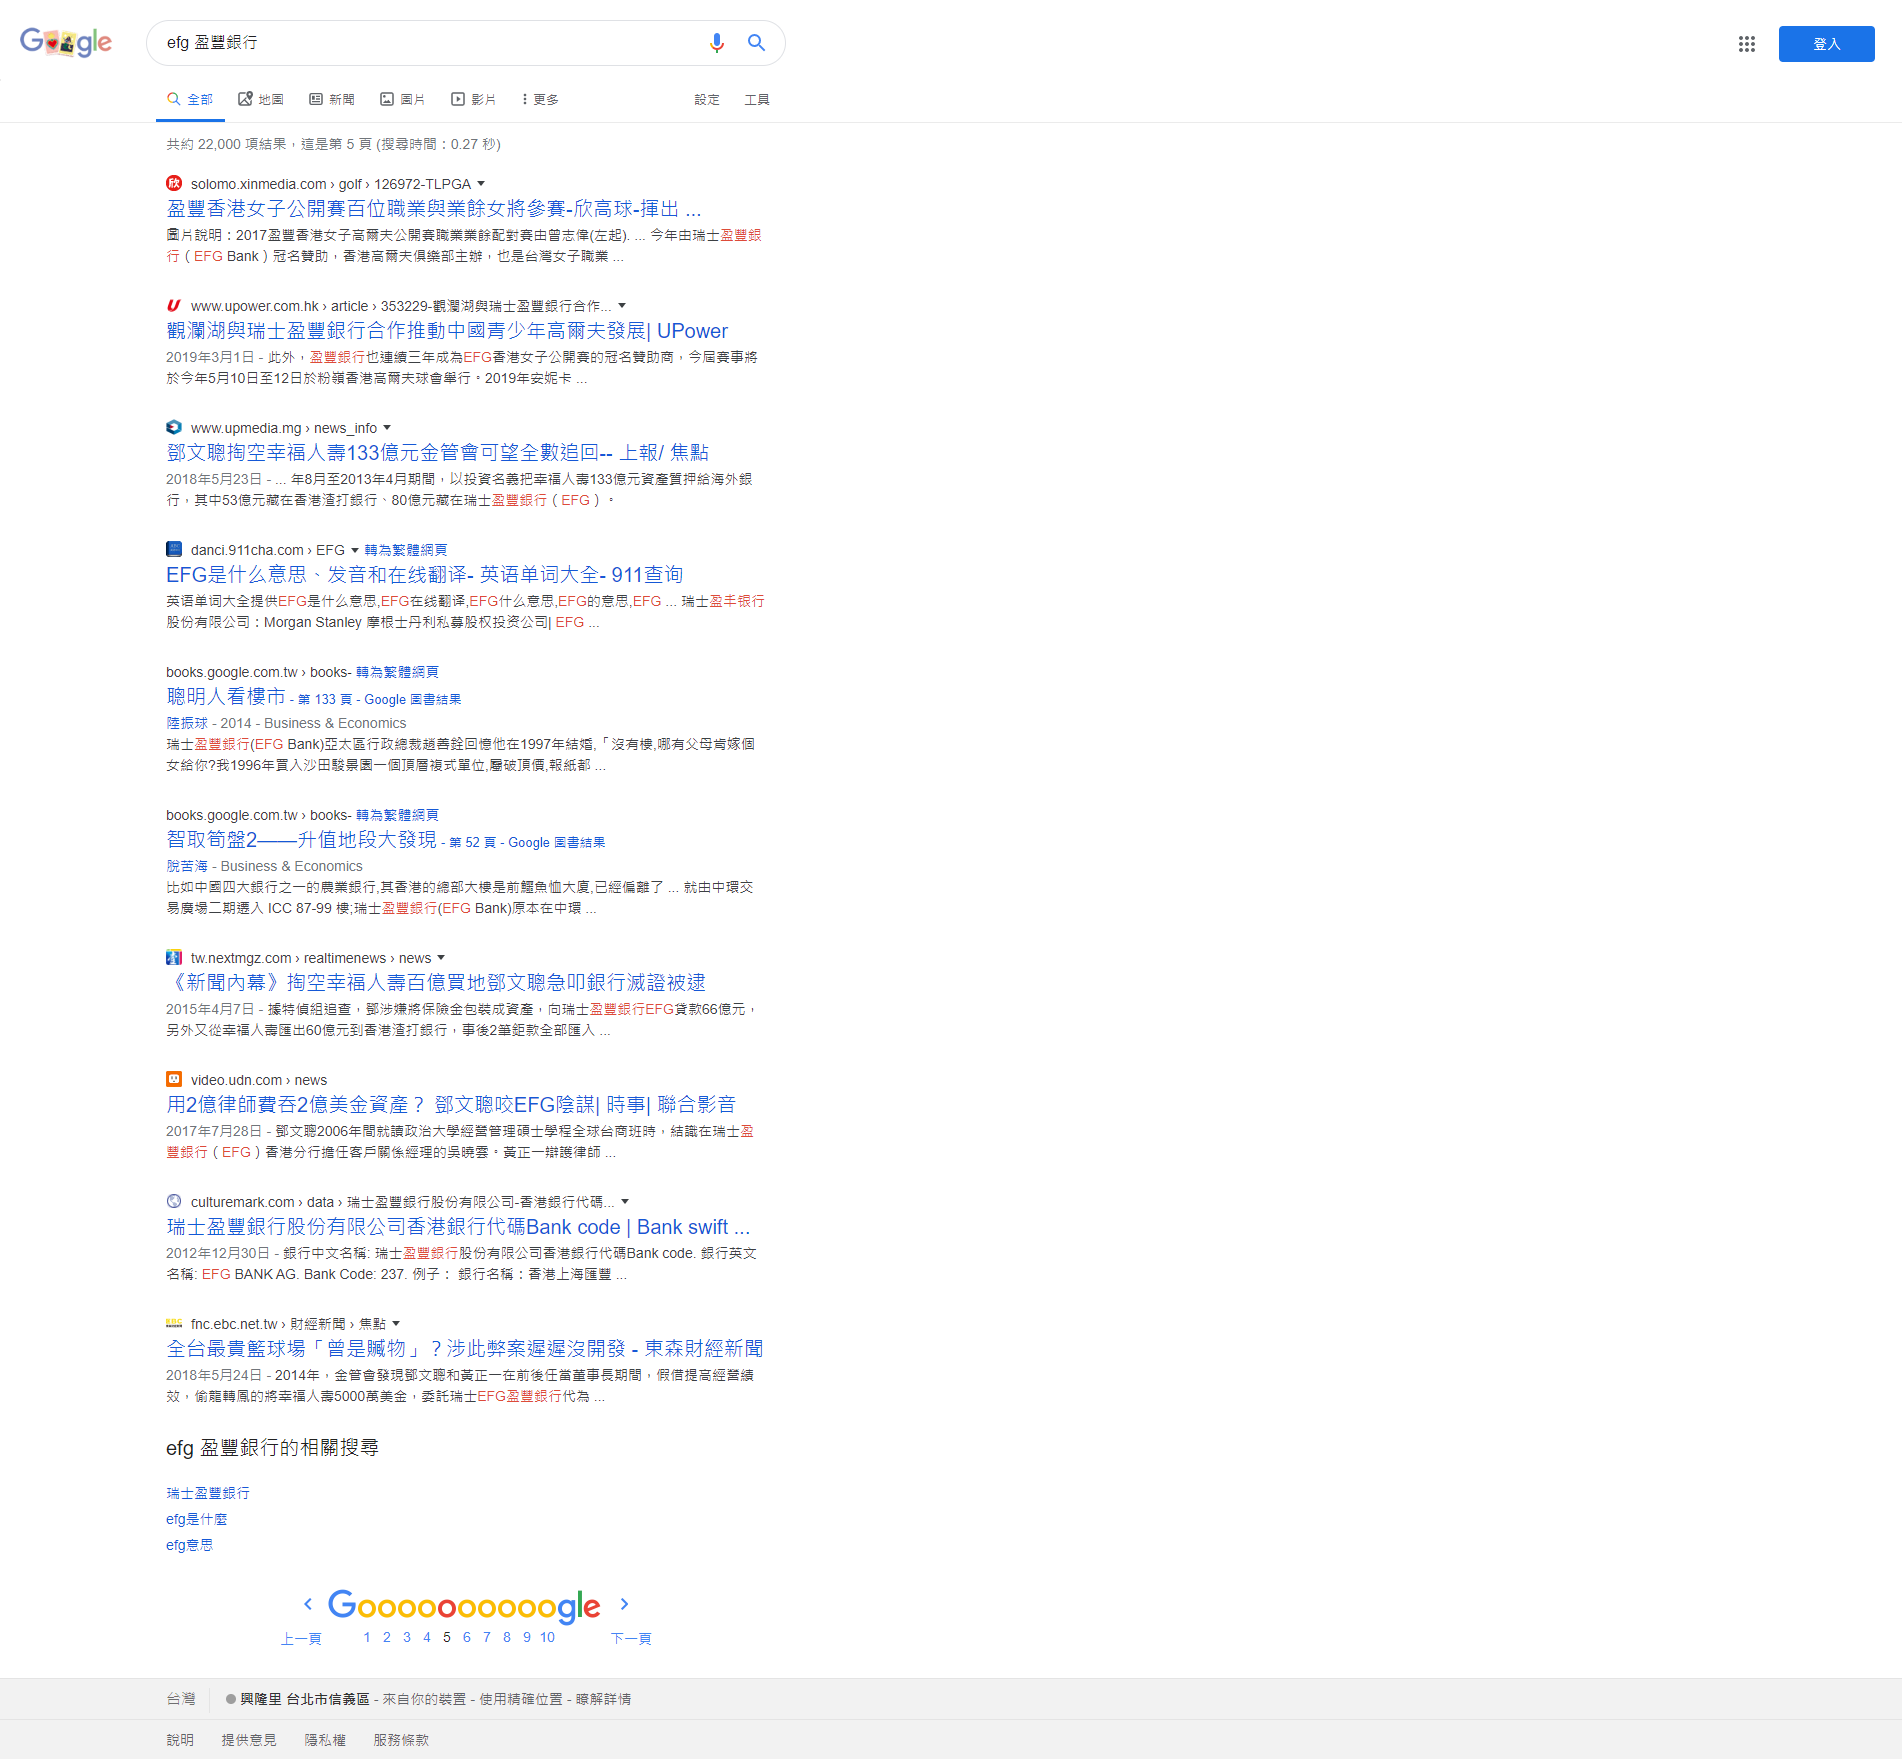 Google
efg 盈豐銀行
登入
全部 地圖 新聞 圖片 影片 更多 設定 工具
共約 22,000 項結果，這是第 5 頁 (搜尋時間：0.27 秒)
欣 solomo.xinmedia.com › golf › 126972-TLPGA
盈豐香港女子公開賽百位職業與業餘女將參賽-欣高球-揮出 ...
圖片說明：2017盈豐香港女子高爾夫公開賽職業業餘配對賽由曾志偉(左起). ... 今年由瑞士盈豐銀
行（EFG Bank）冠名贊助，香港高爾夫俱樂部主辦，也是台灣女子職業 ...
www.upower.com.hk › article › 353229-觀瀾湖與瑞士盈豐銀行合作...
觀瀾湖與瑞士盈豐銀行合作推動中國青少年高爾夫發展| UPower
2019年3月1日 - 此外，盈豐銀行也連續三年成為EFG香港女子公開賽的冠名贊助商，今屆賽事將
於今年5月10日至12日於粉嶺香港高爾夫球會舉行。2019年安妮卡 ...
www.upmedia.mg › news_info
鄧文聰掏空幸福人壽133億元金管會可望全數追回-- 上報/ 焦點
2018年5月23日 - ... 年8月至2013年4月期間，以投資名義把幸福人壽133億元資產質押給海外銀
行，其中53億元藏在香港渣打銀行、80億元藏在瑞士盈豐銀行（EFG）。
danci.911cha.com › EFG 轉為繁體網頁
EFG是什么意思、发音和在线翻译- 英语单词大全- 911查询
英语单词大全提供EFG是什么意思,EFG在线翻译,EFG什么意思,EFG的意思,EFG ... 瑞士盈丰银行
股份有限公司：Morgan Stanley 摩根士丹利私募股权投资公司| EFG ...
books.google.com.tw › books- 轉為繁體網頁
聰明人看樓市 - 第 133 頁 - Google 圖書結果
陸振球 - 2014 - Business & Economics
瑞士盈豐銀行(EFG Bank)亞太區行政總裁趙善銓回憶他在1997年結婚,「沒有樓,哪有父母肯嫁個
女給你?我1996年買入沙田駿景園一個頂層複式單位,屢破頂價,報紙都 ...
books.google.com.tw › books- 轉為繁體網頁
智取筍盤2——升值地段大發現 - 第 52 頁 - Google 圖書結果
脫苦海 - Business & Economics
比如中國四大銀行之一的農業銀行,其香港的總部大樓是前鱷魚恤大廈,已經偏離了 ... 就由中環交
易廣場二期遷入 ICC 87-99 樓;瑞士盈豐銀行(EFG Bank)原本在中環 ...
tw.nextmgz.com › realtimenews › news
《新聞內幕》掏空幸福人壽百億買地鄧文聰急叩銀行滅證被逮
2015年4月7日 - 據特偵組追查，鄧涉嫌將保險金包裝成資產，向瑞士盈豐銀行EFG貸款66億元，
另外又從幸福人壽匯出60億元到香港渣打銀行，事後2筆鉅款全部匯入 ...
video.udn.com › news
用2億律師費吞2億美金資產？ 鄧文聰咬EFG陰謀| 時事| 聯合影音
2017年7月28日 - 鄧文聰2006年間就讀政治大學經營管理碩士學程全球台商班時，結識在瑞士盈
豐銀行（EFG）香港分行擔任客戶關係經理的吳曉雲。黃正一辯護律師 ...
culturemark.com › data › 瑞士盈豐銀行股份有限公司-香港銀行代碼...
瑞士盈豐銀行股份有限公司香港銀行代碼Bank code | Bank swift ...
2012年12月30日 - 銀行中文名稱: 瑞士盈豐銀行股份有限公司香港銀行代碼Bank code. 銀行英文
名稱: EFG BANK AG. Bank Code: 237. 例子： 銀行名稱：香港上海匯豐 ...
fnc.ebc.net.tw › 財經新聞 › 焦點
全台最貴籃球場「曾是贓物」？涉此弊案遲遲沒開發 - 東森財經新聞
2018年5月24日 - 2014年，金管會發現鄧文聰和黃正一在前後任當董事長期間，假借提高經營績
效，偷龍轉鳳的將幸福人壽5000萬美金，委託瑞士EFG盈豐銀行代為 ...
efg 盈豐銀行的相關搜尋
瑞士盈豐銀行
efg是什麼
efg意思
Goooooooooogle
上一頁 1 2 3 4 5 6 7 8 9 10 下一頁
台灣 興隆里 台北市信義區 - 來自你的裝置 - 使用精確位置 - 瞭解詳情
說明 提供意見 隱私權 服務條款